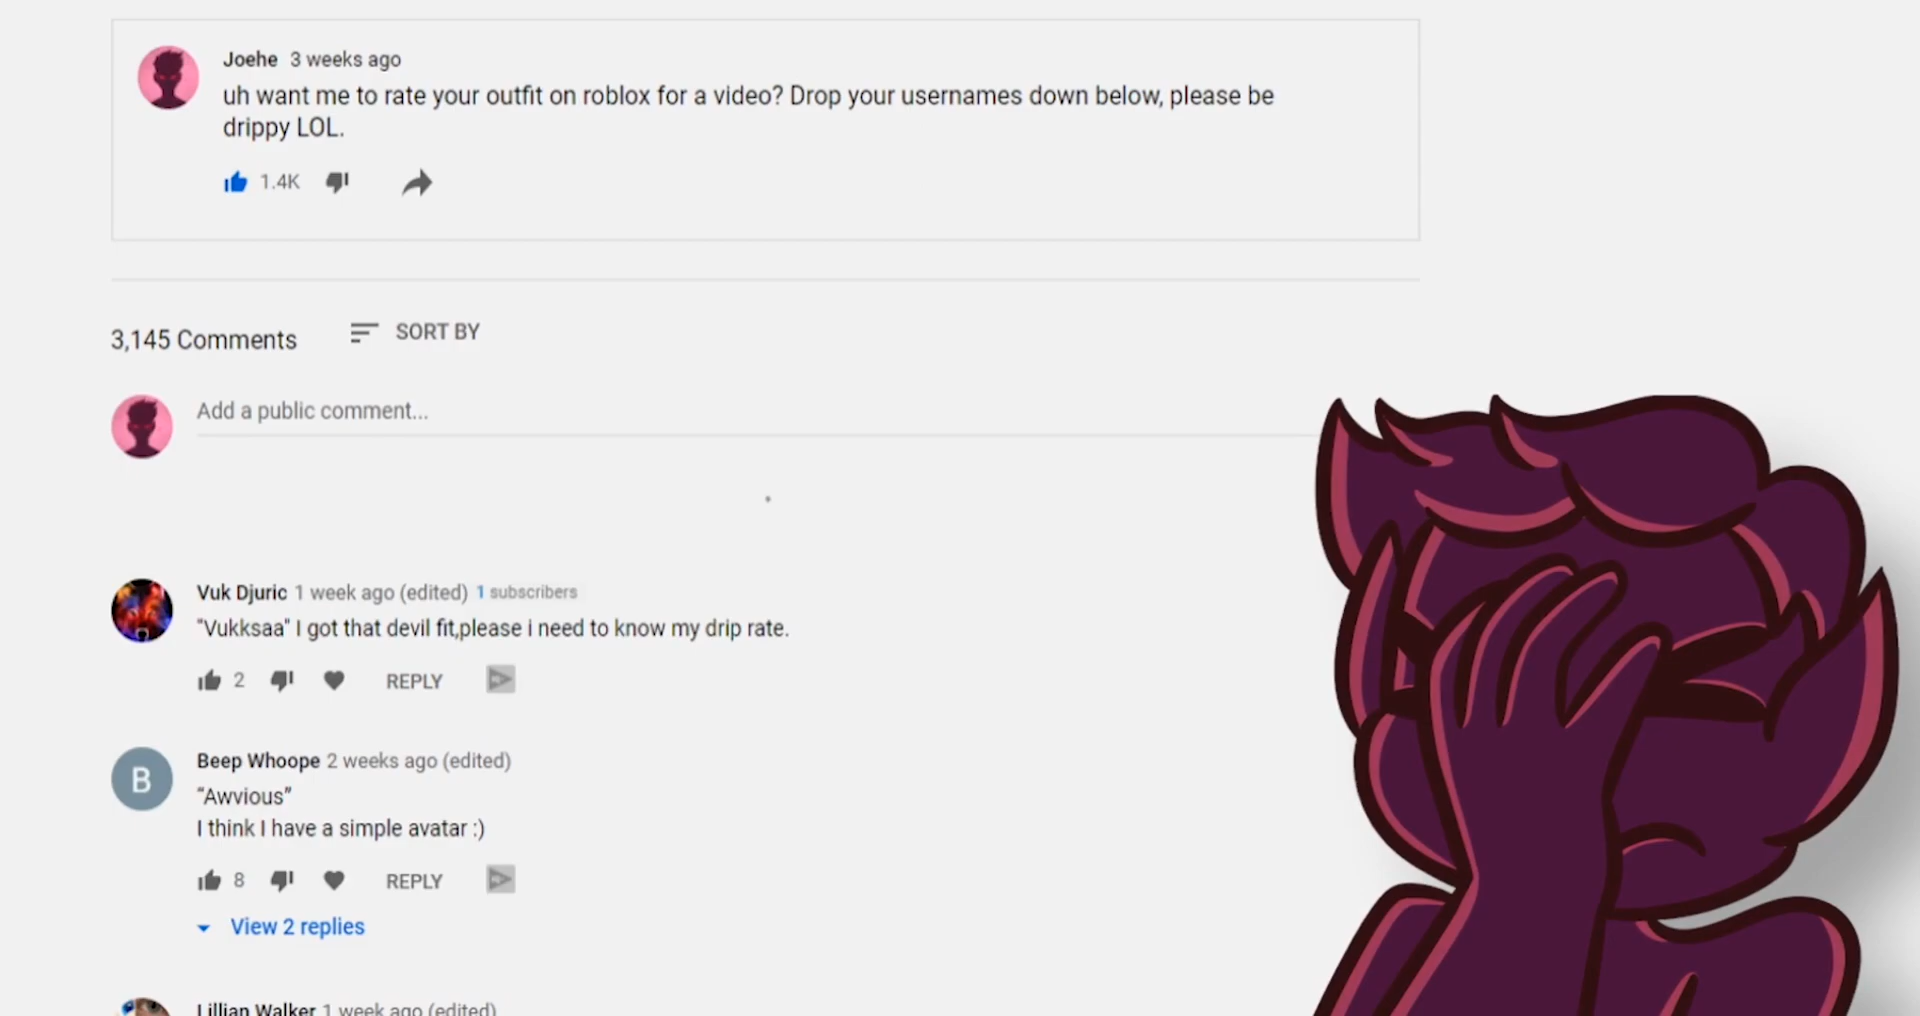 Joehe 3 weeks ago
uh want me to rate your outfit on roblox for a video? Drop your usernames down below, please be
drippy LOL.
1.4K
3,145 Comments SORT BY
Add a public comment...
Vuk Djuric 1 week ago (edited) 1 subscribers
"Vukksaa" I got that devil fit,please i need to know my drip rate.
2 REPLY
B
Beep Whoope 2 weeks ago (edited)
“Awvious”
I think I have a simple avatar :)
8 REPLY
View 2 replies
Lillian Walker 1 week ago (edited)